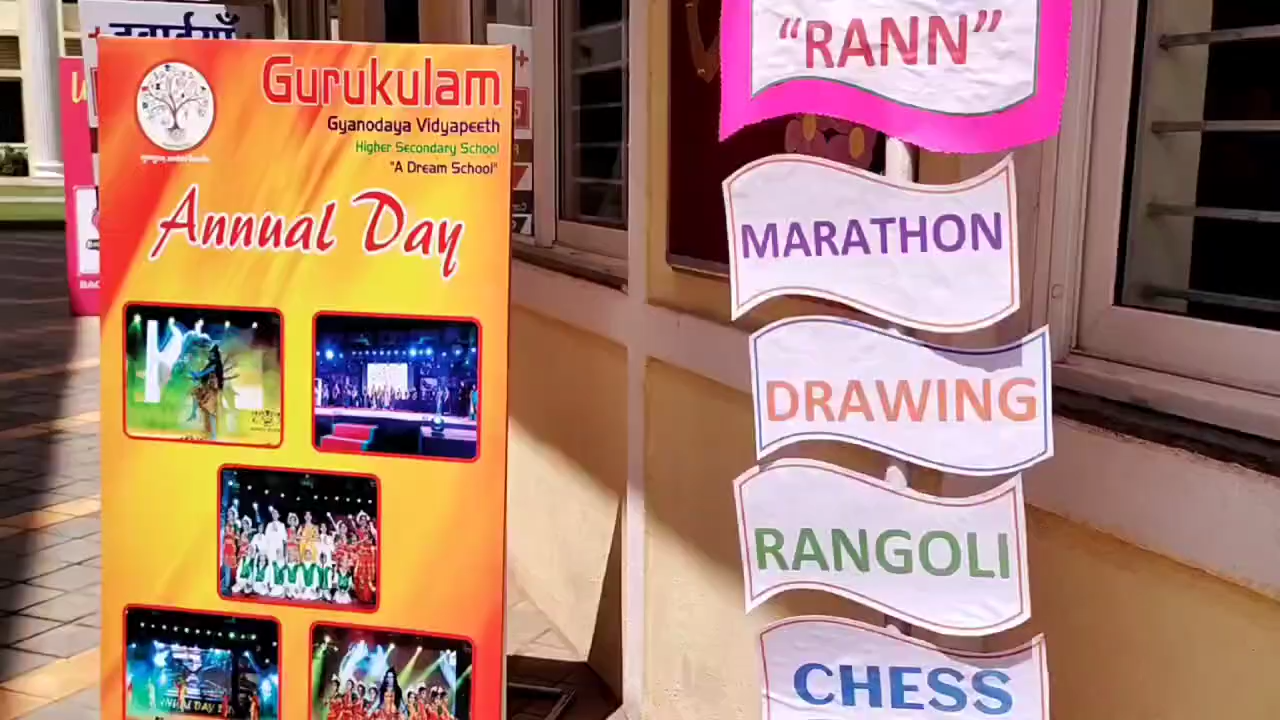 Gurukulam
Gyanodaya Vidyapeeth
Higher Secondary School
"A Dream School"
Annual Day
"RANN"
MARATHON
DRAWING
RANGOLI
CHESS